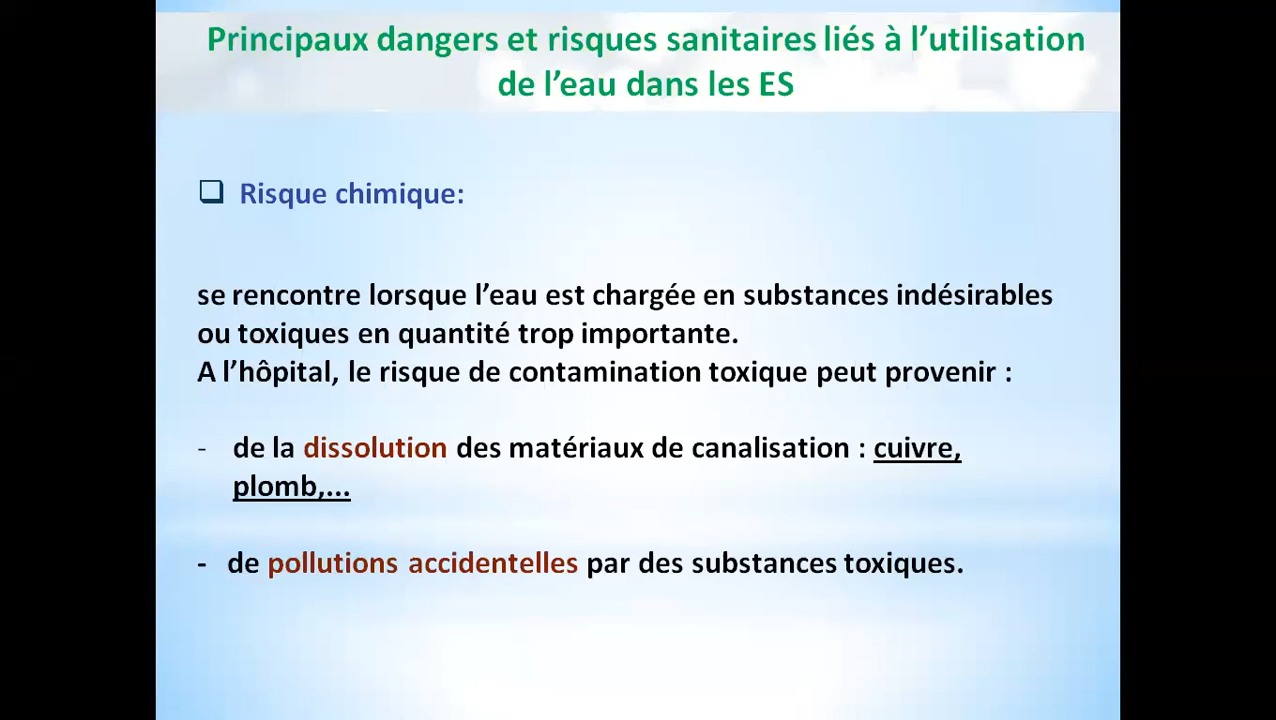 Principaux dangers et risques sanitaires liés à l’utilisation
de l’eau dans les ES
Risque chimique:
se rencontre lorsque l’eau est chargée en substances indésirables
ou toxiques en quantité trop importante.
A l’hôpital, le risque de contamination toxique peut provenir :
- de la dissolution des matériaux de canalisation : cuivre,
plomb,...
- de pollutions accidentelles par des substances toxiques.